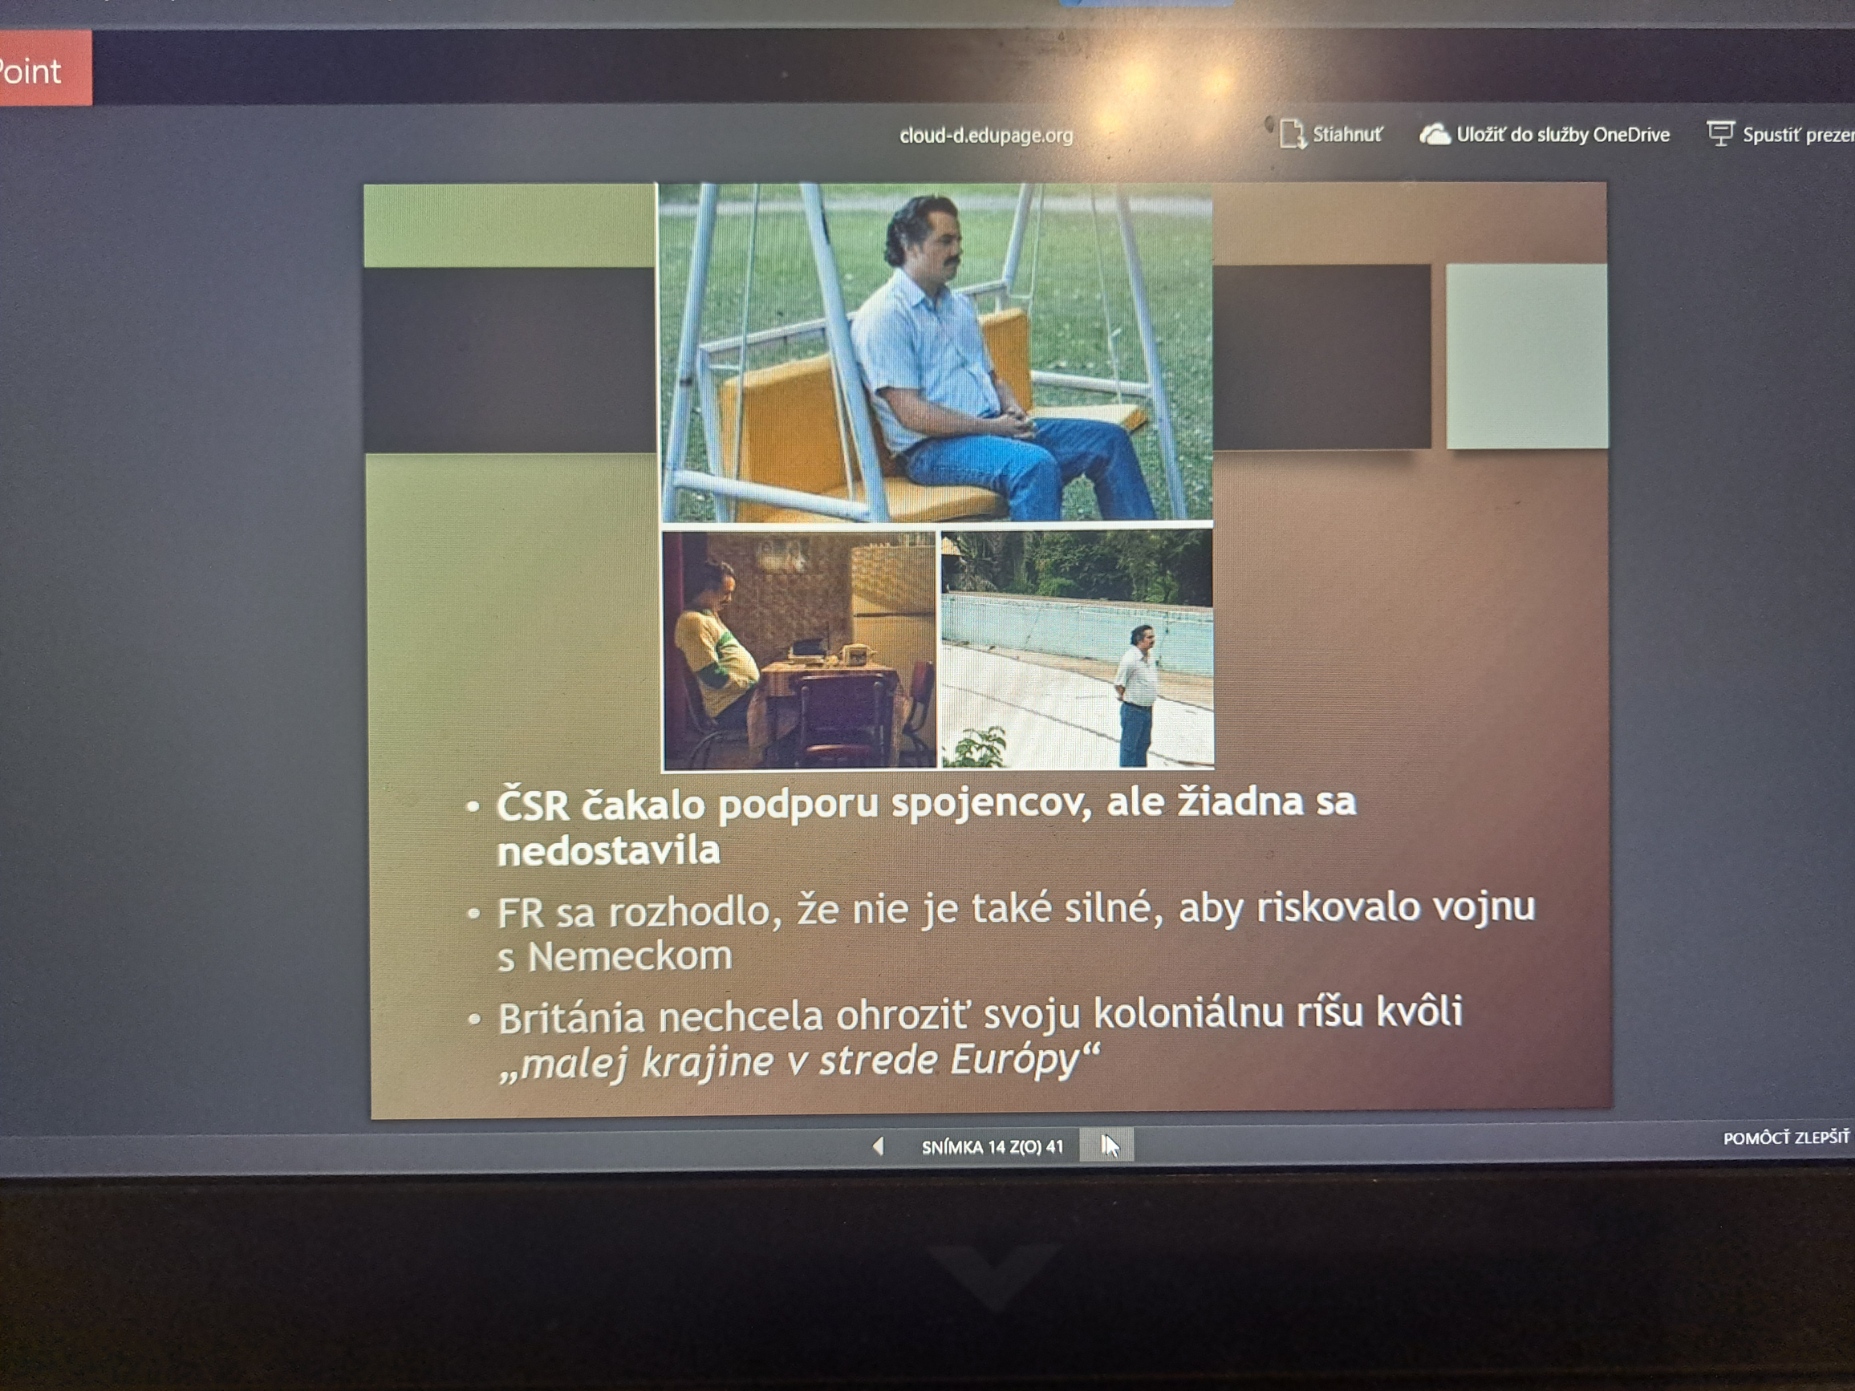 Point
cloud-d.edupage.org
Stiahnuť
Uložiť do služby OneDrive
Spustiť prezen
• ČSR čakalo podporu spojencov, ale žiadna sa
nedostavila
• FR sa rozhodlo, že nie je také silné, aby riskovalo vojnu
s Nemeckom
• Británia nechcela ohroziť svoju koloniálnu ríšu kvôli
„malej krajine v strede Európy“
SNÍMKA 14 Z(O) 41
POMÔCŤ ZLEPŠIŤ